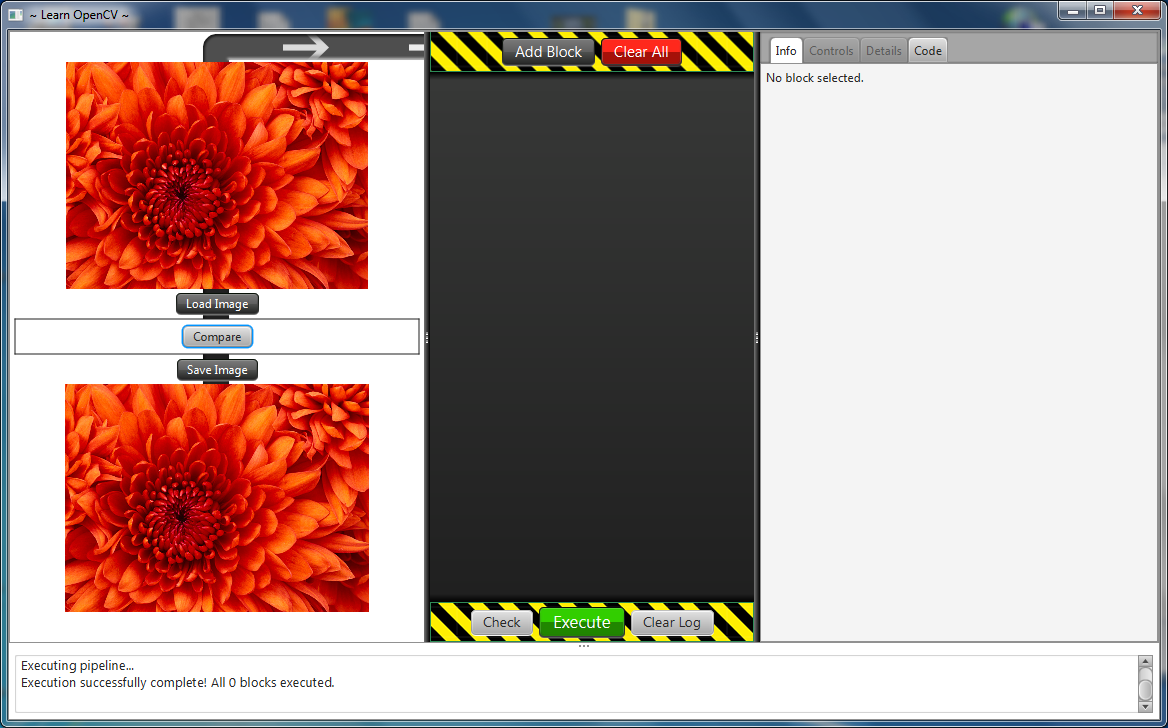 ~ Learn OpenCV ~
Add Block
Clear All
Info
Controls
Details
Code
No block selected.
Load Image
Compare
Save Image
Check
Execute
Clear Log
Executing pipeline...
Execution successfully complete! All 0 blocks executed.